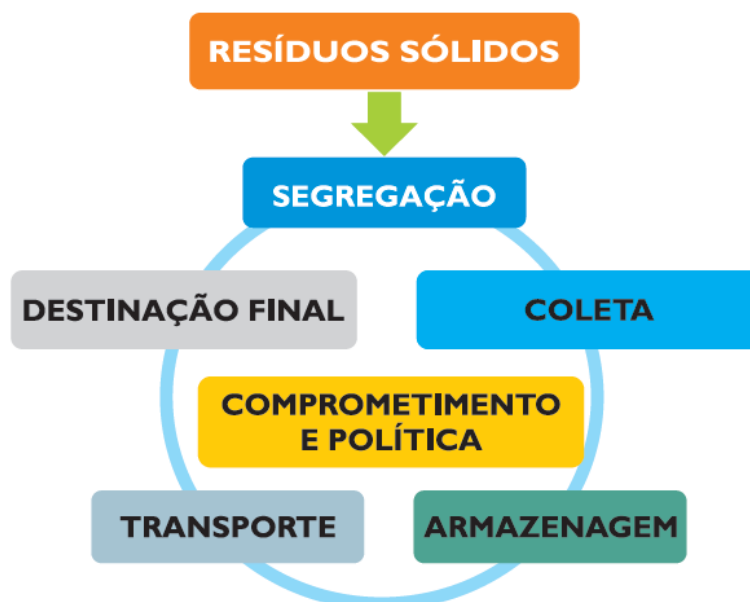 RESÍDUOS SÓLIDOS
SEGREGAÇÃO
DESTINAÇÃO FINAL
COLETA
COMPROMETIMENTO
E POLÍTICA
TRANSPORTE
ARMAZENAGEM